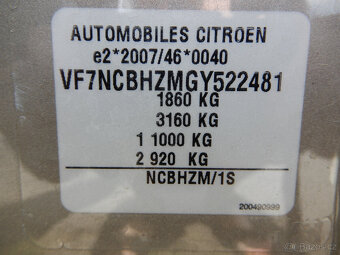 AUTOMOBILES CITROEN
e2*2007/46*0040
VF7NCBHZMGY522481
1860 KG
3160 KG
1 1000 KG
2 920 KG
NCBHZM/1S
200490999